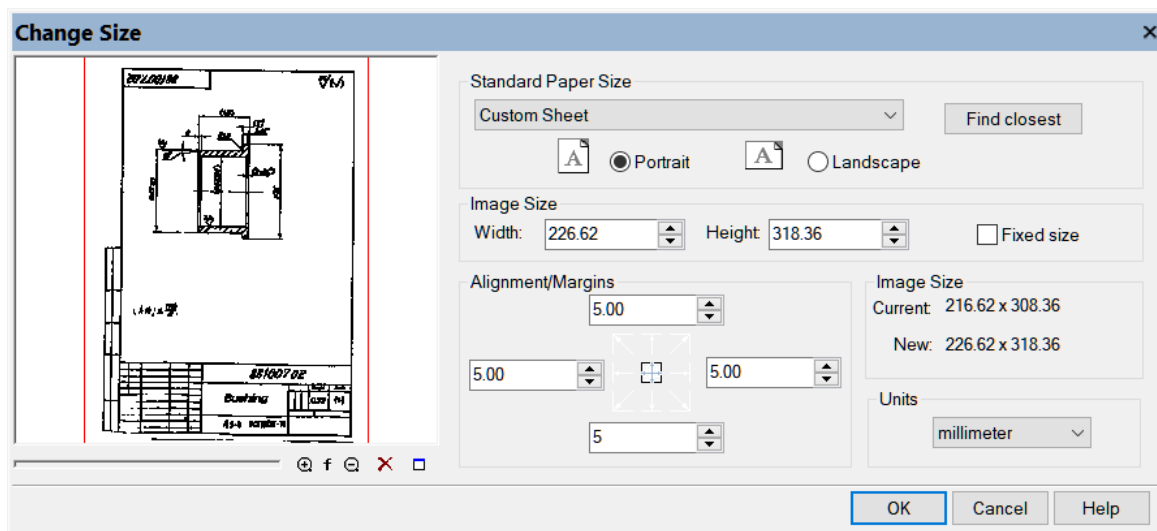 Change Size
Standard Paper Size
Custom Sheet
Find closest
A
Portrait
A
Landscape
Image Size
Width:
226.62
Height:
318.36
Fixed size
Alignment/Margins
5.00
5.00
5.00
5
Image Size
Current:
216.62 x 308.36
New:
226.62 x 318.36
Units
millimeter
Bushing
f
OK
Cancel
Help